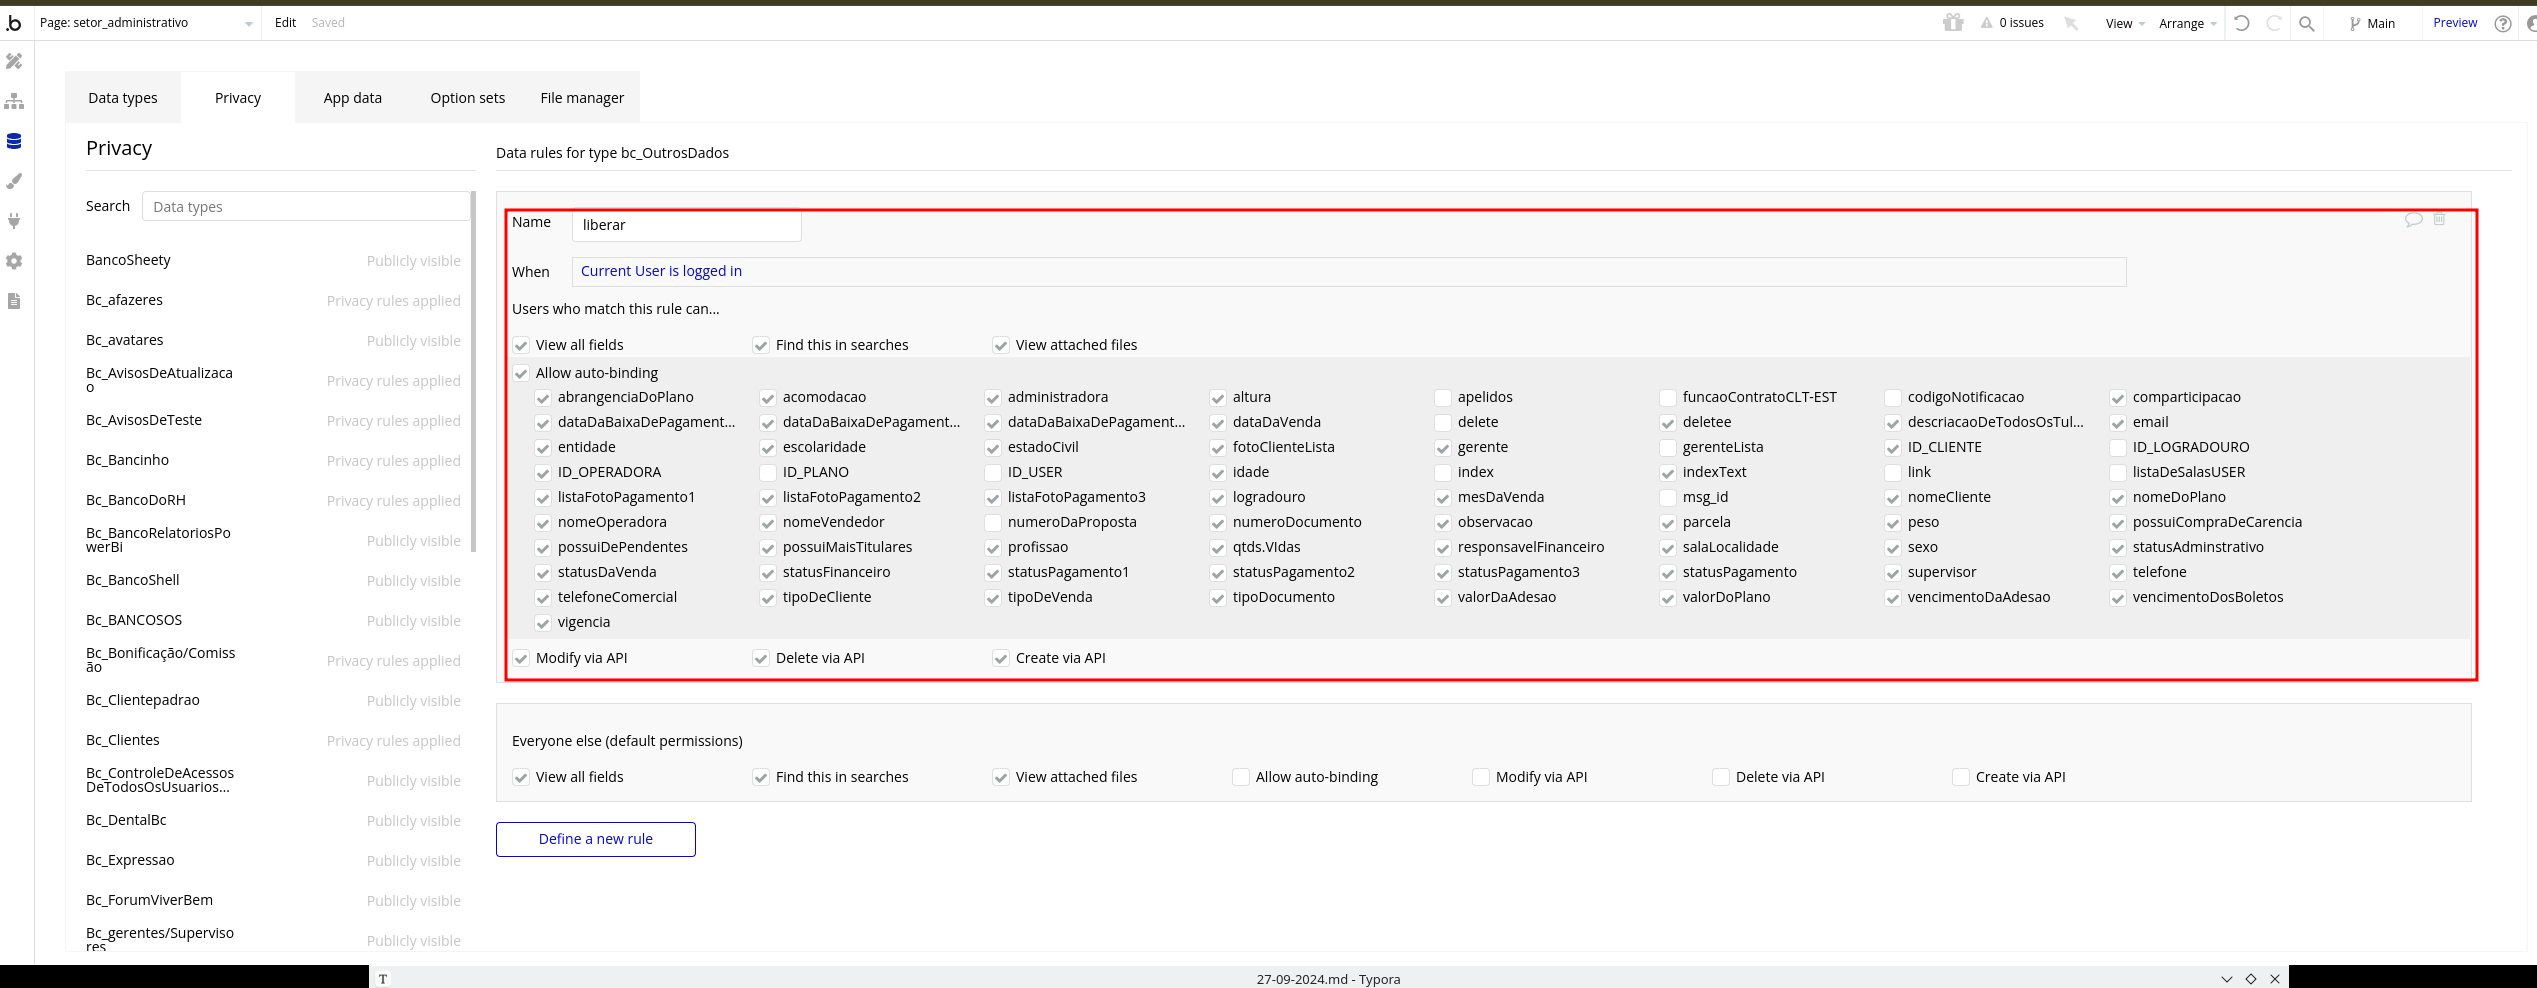 .b Page: setor_administrativo Edit Saved 0 issues View Arrange Main Preview
Data types Privacy App data Option sets File manager
Privacy
Search Data types
BancoSheety Publicly visible
Bc_afazeres Privacy rules applied
Bc_avatares Publicly visible
Bc_AvisosDeAtualizaca
o Privacy rules applied
Bc_AvisosDeTeste Privacy rules applied
Bc_Bancinho Privacy rules applied
Bc_BancoDoRH Privacy rules applied
Bc_BancoRelatoriosPo
werBi Publicly visible
Bc_BancoShell Publicly visible
Bc_BANCOSOS Publicly visible
Bc_Bonificação/Comiss
ão Privacy rules applied
Bc_Clientepadrao Publicly visible
Bc_Clientes Privacy rules applied
Bc_ControleDeAcessos
DeTodosOsUsuarios... Publicly visible
Bc_DentalBc Publicly visible
Bc_Expressao Publicly visible
Bc_ForumViverBem Publicly visible
Bc_gerentes/Superviso
res Publicly visible
Data rules for type bc_OutrosDados
Name liberar
When Current User is logged in
Users who match this rule can...
View all fields Find this in searches View attached files
Allow auto-binding
abrangenciaDoPlano acomodacao administradora altura apelidos funcaoContratoCLT-EST codigoNotificacao comparticipacao
dataDaBaixaDePagament... dataDaBaixaDePagament... dataDaBaixaDePagament... dataDaVenda delete deletee descriacaoDeTodosOsTul... email
entidade escolaridade estadoCivil fotoClienteLista gerente gerenteLista ID_CLIENTE ID_LOGRADOURO
ID_OPERADORA ID_PLANO ID_USER idade index indexText link listaDeSalasUSER
listaFotoPagamento1 listaFotoPagamento2 listaFotoPagamento3 logradouro mesDaVenda msg_id nomeCliente nomeDoPlano
nomeOperadora nomeVendedor numeroDaProposta numeroDocumento observacao parcela peso possuiCompraDeCarencia
possuiDePendentes possuiMaisTitulares profissao qtds.VIdas responsavelFinanceiro salaLocalidade sexo statusAdminstrativo
statusDaVenda statusFinanceiro statusPagamento1 statusPagamento2 statusPagamento3 statusPagamento supervisor telefone
telefoneComercial tipoDeCliente tipoDeVenda tipoDocumento valorDaAdesao valorDoPlano vencimentoDaAdesao vencimentoDosBoletos
vigencia
Modify via API Delete via API Create via API
Everyone else (default permissions)
View all fields Find this in searches View attached files Allow auto-binding Modify via API Delete via API Create via API
Define a new rule
T 27-09-2024.md - Typora